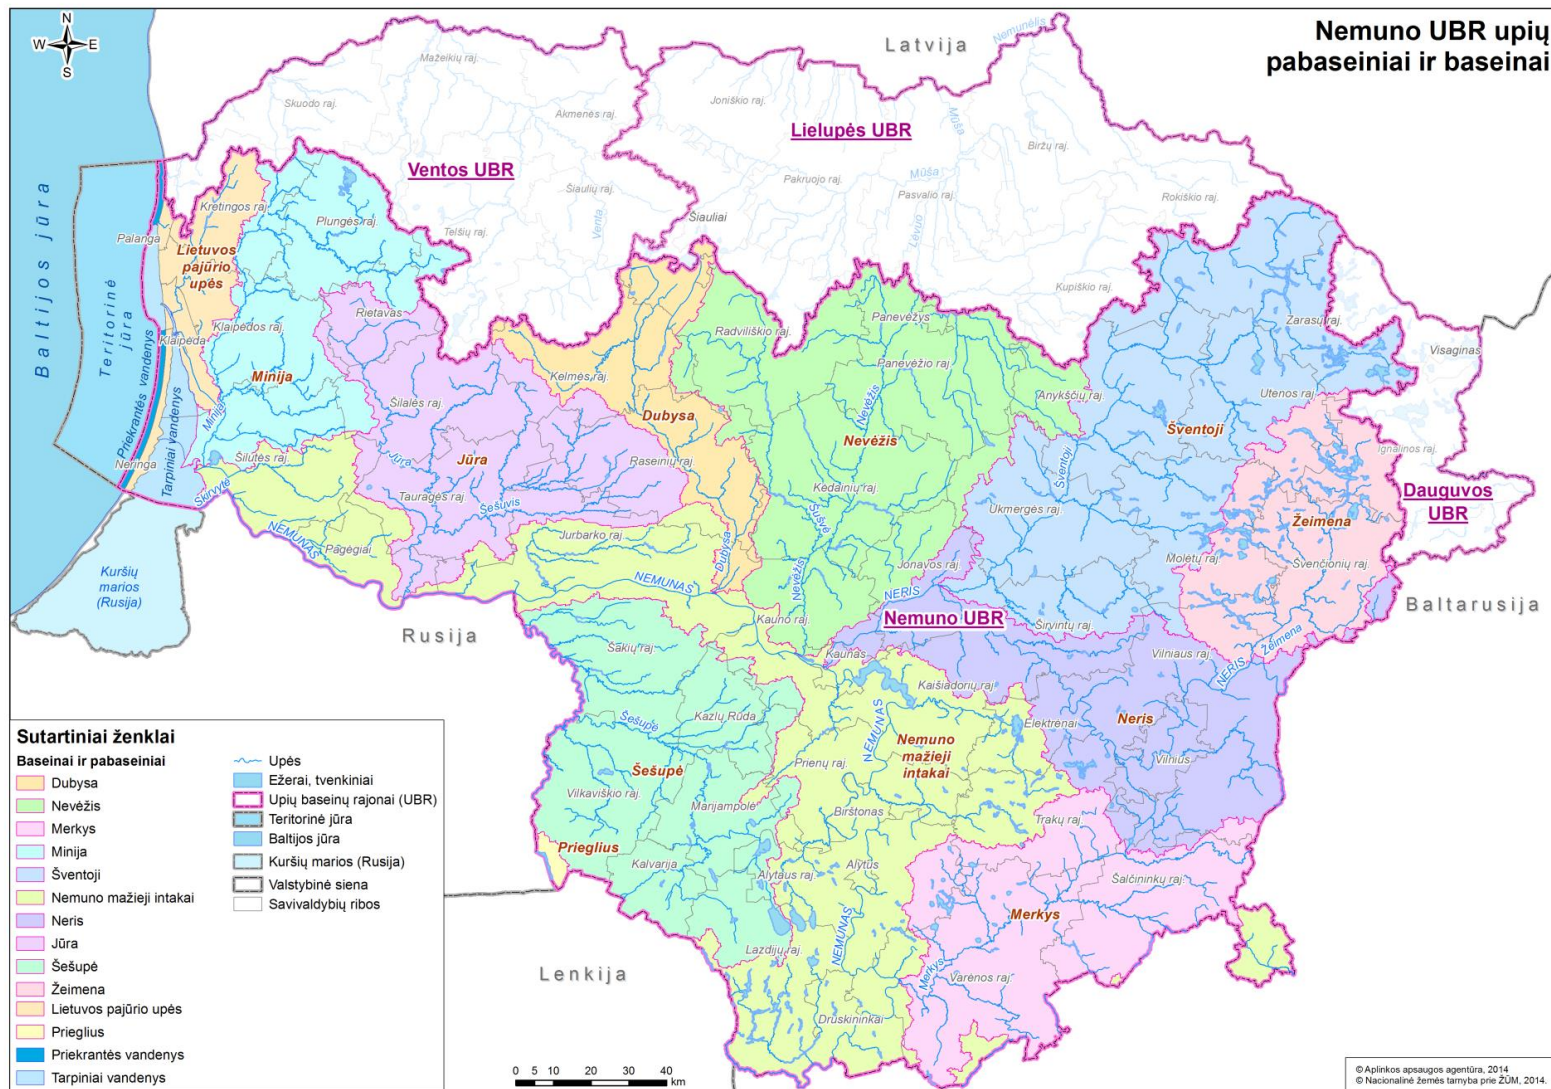 Nemuno UBR upių
pabaseiniai ir baseinai
N
W E
S
Latvija
Nemunėlis
Mažeikių raj.
Skuodo raj.
Akmenės raj.
Joniškio raj.
Lielupės UBR
Mūša
Biržų raj.
Ventos UBR
Šiaulių raj.
Pakruojo raj.
Mūša
Pasvalio raj.
Rokiškio raj.
Kretingos raj.
Plungės raj.
Telšių raj.
Venta
Šiauliai
Lėvuo
Palanga
Lietuvos
pajūrio
upės
Kupiškio raj.
Baltijos jūra
Teritorinė
jūra
Priekrantės vandenys
Tarpiniai vandenys
Rietavas
Klaipėdos raj.
Klaipėda
Radviliškio raj.
Panevėžys
Zarasų raj.
Visaginas
Minija
Minija
Kelmės raj.
Panevėžio raj.
Anykščių raj.
Utenos raj.
Šilalės raj.
Dubysa
Nevėžis
Nevėžis
Šventoji
Ignalinos raj.
Neringa
Šilutės raj.
Jūra
Jūra
Raseinių raj.
Šventoji
Skirvytė
Tauragės raj.
Šešuvis
Kėdainių raj.
Šušvė
Ukmergės raj.
Žeimena
Dauguvos
UBR
NEMUNAS
Pagėgiai
Jurbarko raj.
Dubysa
Nevėžis
Jonavos raj.
Molėtų raj.
Švenčionių raj.
Kuršių
marios
(Rusija)
NEMUNAS
NERIS
Baltarusija
Rusija
Kauno raj.
Nemuno UBR
Širvintų raj.
Šakių raj.
Kaunas
Vilniaus raj.
Žeimena
NERIS
Kaišiadorių raj.
Šešupė
Kazlų Rūda
NEMUNAS
Elektrėnai
Neris
Nemuno
mažieji
intakai
Vilnius
Šešupė
Prienų raj.
Vilkaviškio raj.
Marijampolė
Birštonas
Trakų raj.
Prieglius
Kalvarija
Alytus
Alytaus raj.
Šalčininkų raj.
Merkys
NEMUNAS
Lazdijų raj.
Lenkija
Merkys
Varėnos raj.
Druskininkai
Sutartiniai ženklai
Baseinai ir pabaseiniai
Dubysa
Nevėžis
Merkys
Minija
Šventoji
Nemuno mažieji intakai
Neris
Jūra
Šešupė
Žeimena
Lietuvos pajūrio upės
Prieglius
Priekrantės vandenys
Tarpiniai vandenys
Upės
Ežerai, tvenkiniai
Upių baseinų rajonai (UBR)
Teritorinė jūra
Baltijos jūra
Kuršių marios (Rusija)
Valstybinė siena
Savivaldybių ribos
0 5 10 20 30 40
km
© Aplinkos apsaugos agentūra, 2014
© Nacionalinė žemės tarnyba prie ŽŪM, 2014.